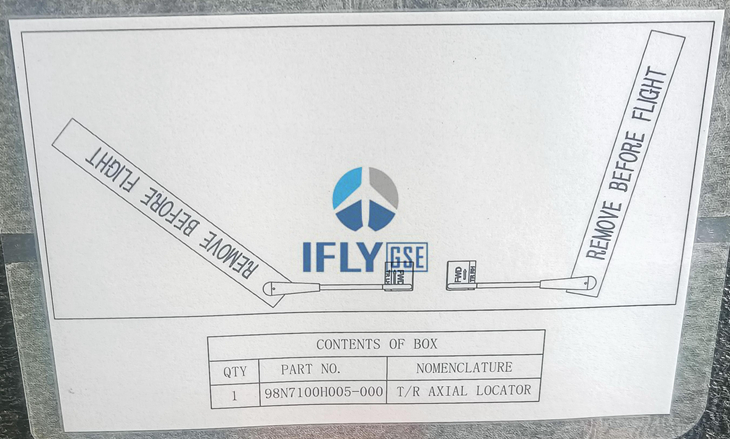 REMOVE BEFORE FLIGHT
REMOVE BEFORE FLIGHT
IFLY GSE
FWD
FWD
CONTENTS OF BOX
QTY PART NO. NOMENCLATURE
1 98N7100H005-000 T/R AXIAL LOCATOR